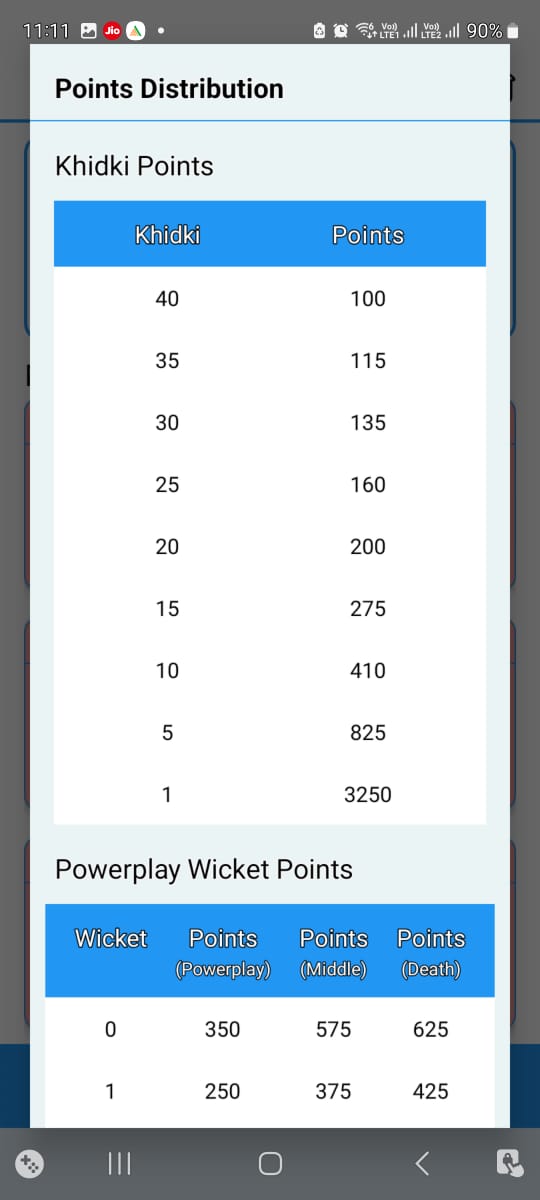 11:11 Jio Vo) LTE1 Vo)) LTE2 90%
Points Distribution
Khidki Points
Khidki Points
40 100
35 115
30 135
25 160
20 200
15 275
10 410
5 825
1 3250
Powerplay Wicket Points
Wicket Points Points Points
(Powerplay) (Middle) (Death)
0 350 575 625
1 250 375 425